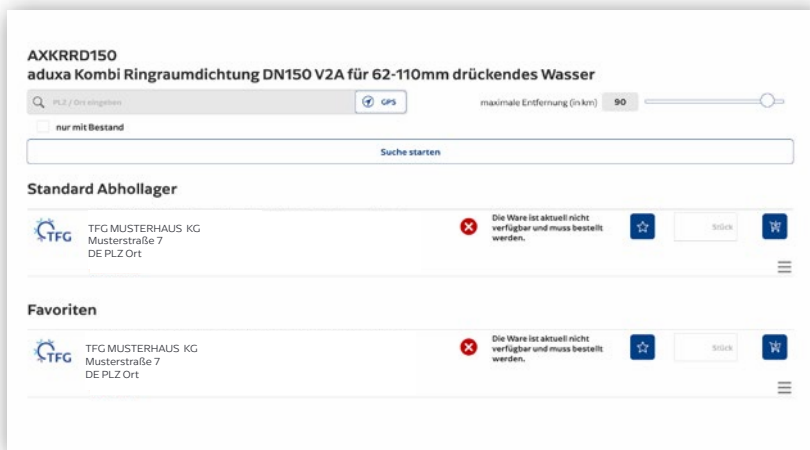 AXKRRD150
aduxa Kombi Ringraumdichtung DN150 V2A für 62-110mm drückendes Wasser
PLZ / Ort eingeben
GPS
maximale Entfernung (in km)
90
nur mit Bestand
Suche starten
Standard Abhollager
TFG
TFG MUSTERHAUS KG
Musterstraße 7
DE PLZ Ort
Die Ware ist aktuell nicht
verfügbar und muss bestellt
werden.
Stück
Favoriten
TFG
TFG MUSTERHAUS KG
Musterstraße 7
DE PLZ Ort
Die Ware ist aktuell nicht
verfügbar und muss bestellt
werden.
Stück